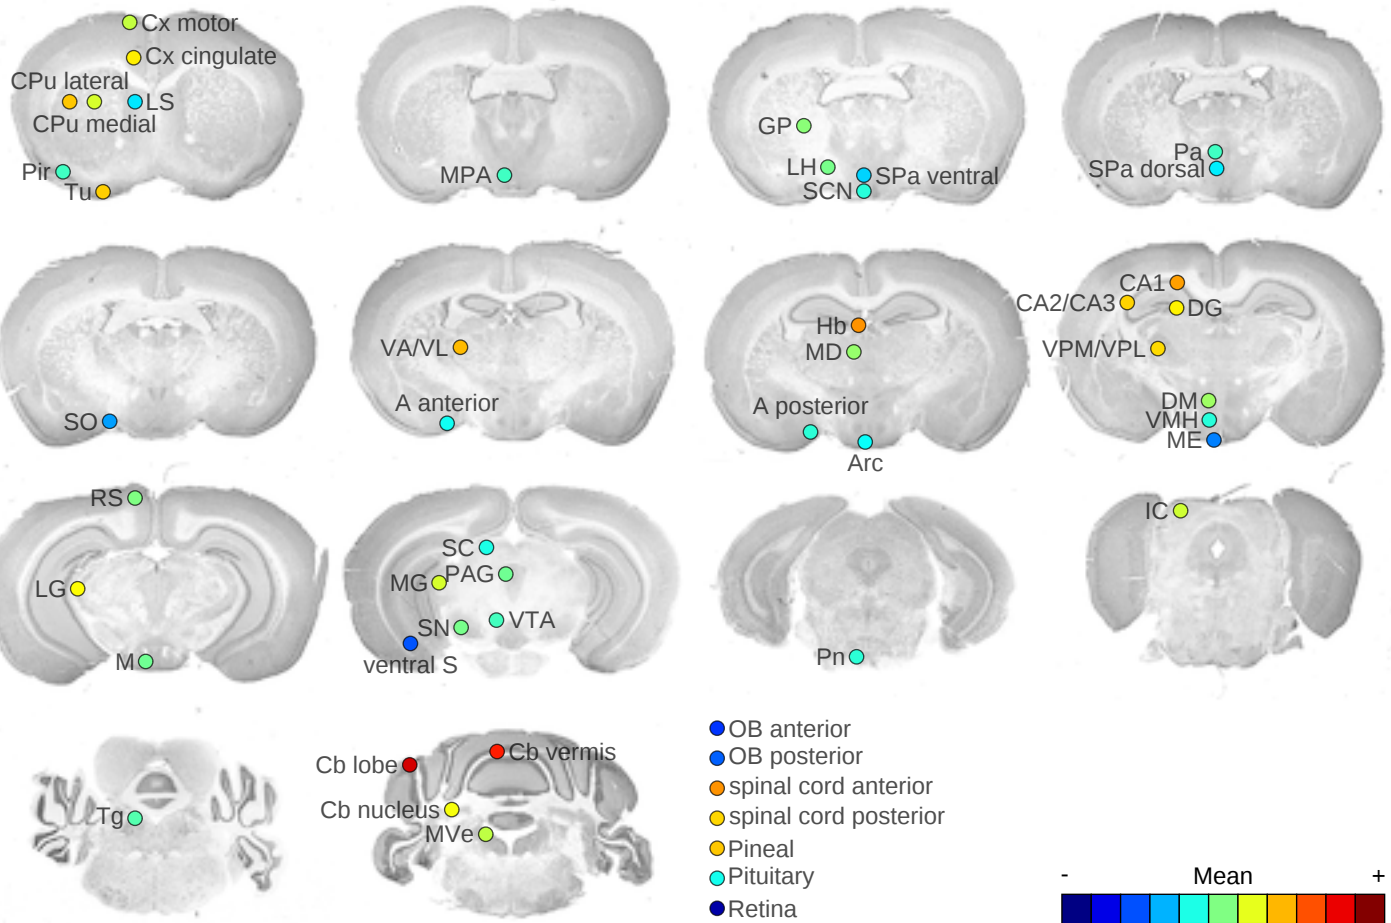 Cx motor
Cx cingulate
CPu lateral
LS
CPu medial
Pir
Tu
MPA
GP
LH
SPa ventral
SCN
Pa
SPa dorsal
SO
VA/VL
A anterior
Hb
MD
A posterior
Arc
CA1
CA2/CA3
DG
VPM/VPL
DM
VMH
ME
RS
LG
M
SC
MG
PAG
SN
VTA
ventral S
Pn
IC
Tg
Cb lobe
Cb vermis
Cb nucleus
MVe
OB anterior
OB posterior
spinal cord anterior
spinal cord posterior
Pineal
Pituitary
Retina
- Mean +